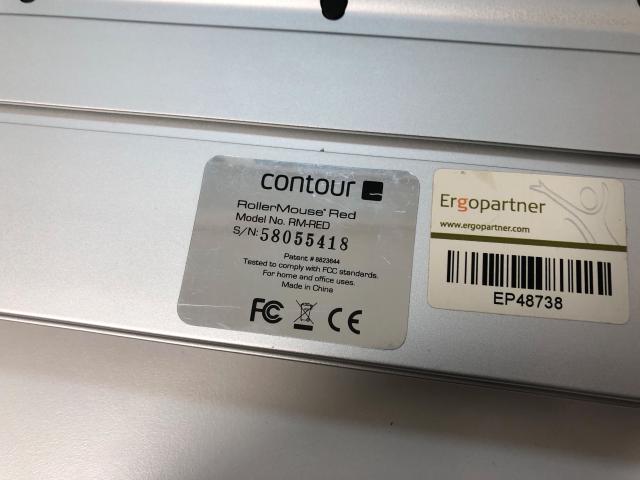 contour
RollerMouse® Red
Model No. RM-RED
S/N: 58055418
Patent # 8823644
Tested to comply with FCC standards.
For home and office uses.
Made in China
FC CE
Ergopartner
www.ergopartner.com
EP48738